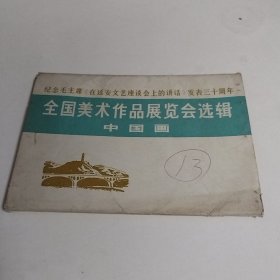 纪念毛主席《在延安文艺座谈会上的讲话》发表三十周年
全国美术作品展览会选辑
中国画
13